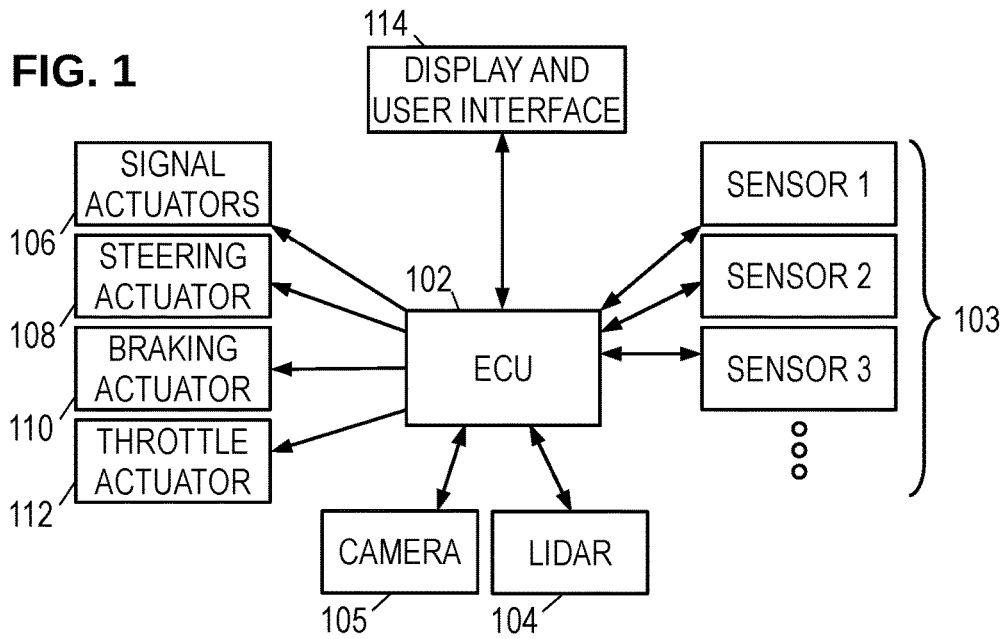 FIG. 1
114
DISPLAY AND
USER INTERFACE
SIGNAL
ACTUATORS
106
STEERING
ACTUATOR
108
BRAKING
ACTUATOR
110
THROTTLE
ACTUATOR
112
102
ECU
SENSOR 1
SENSOR 2
SENSOR 3
103
CAMERA
105
LIDAR
104